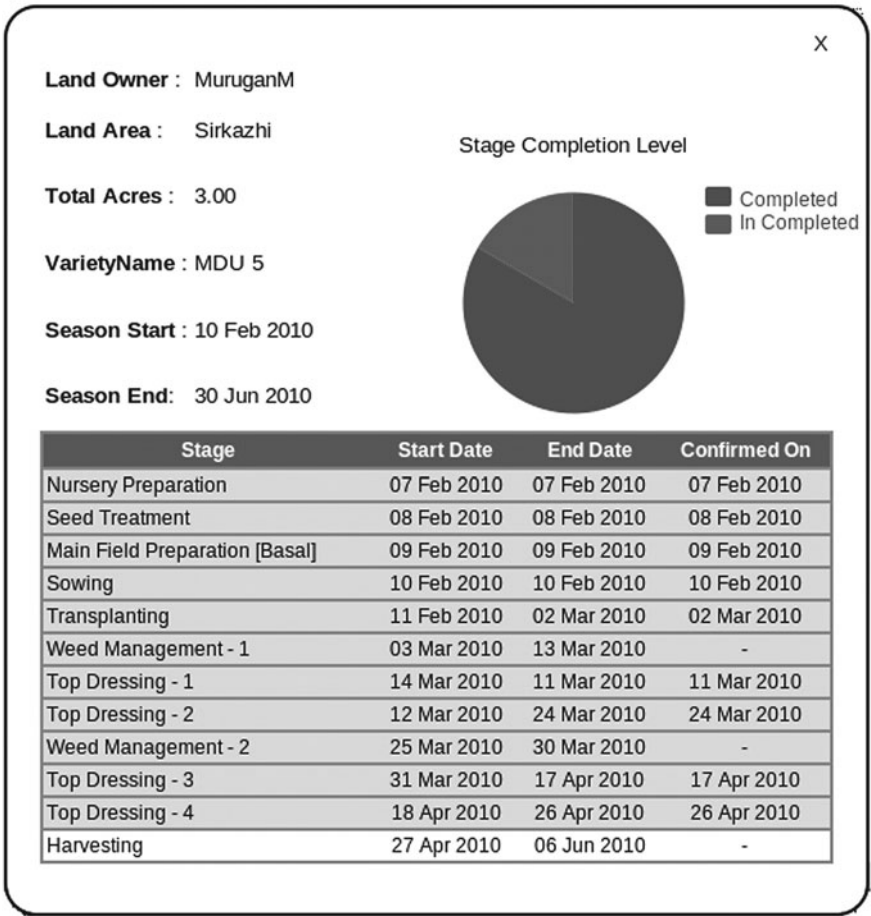 X
Land Owner : MuruganM
Land Area : Sirkazhi
Total Acres : 3.00
VarietyName : MDU 5
Season Start : 10 Feb 2010
Season End: 30 Jun 2010
Stage Completion Level
Completed
In Completed
Stage Start Date End Date Confirmed On
Nursery Preparation 07 Feb 2010 07 Feb 2010 07 Feb 2010
Seed Treatment 08 Feb 2010 08 Feb 2010 08 Feb 2010
Main Field Preparation [Basal] 09 Feb 2010 09 Feb 2010 09 Feb 2010
Sowing 10 Feb 2010 10 Feb 2010 10 Feb 2010
Transplanting 11 Feb 2010 02 Mar 2010 02 Mar 2010
Weed Management - 1 03 Mar 2010 13 Mar 2010 -
Top Dressing - 1 14 Mar 2010 11 Mar 2010 11 Mar 2010
Top Dressing - 2 12 Mar 2010 24 Mar 2010 24 Mar 2010
Weed Management - 2 25 Mar 2010 30 Mar 2010 -
Top Dressing - 3 31 Mar 2010 17 Apr 2010 17 Apr 2010
Top Dressing - 4 18 Apr 2010 26 Apr 2010 26 Apr 2010
Harvesting 27 Apr 2010 06 Jun 2010 -